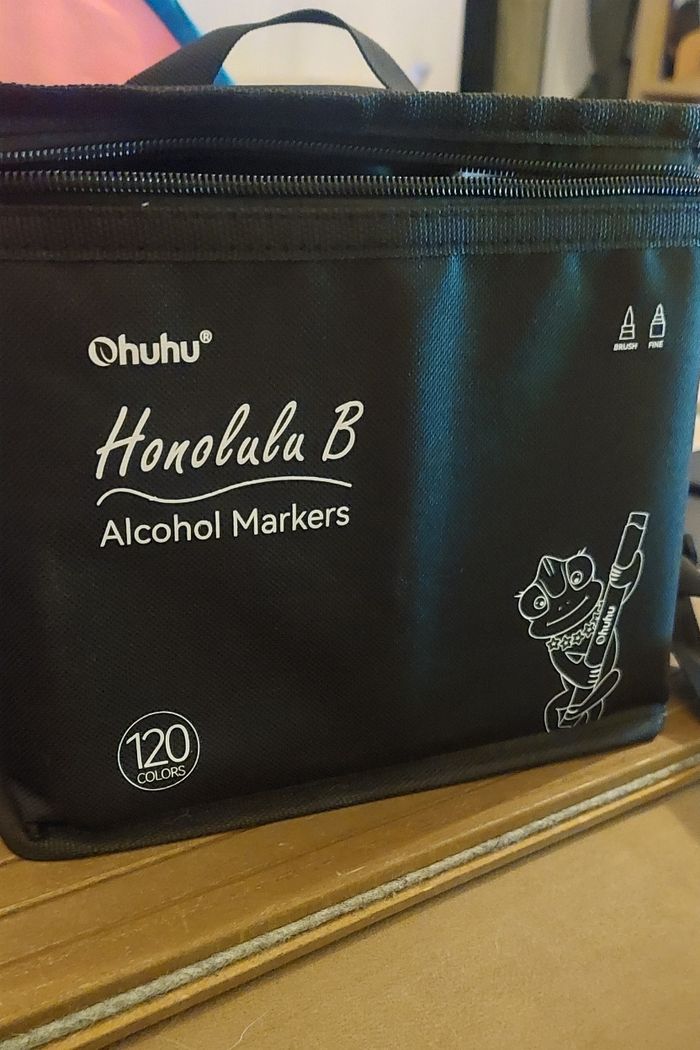 Ohuhu®
BRUSH FINE
Honolulu B
Alcohol Markers
Ohuhu
120
COLORS